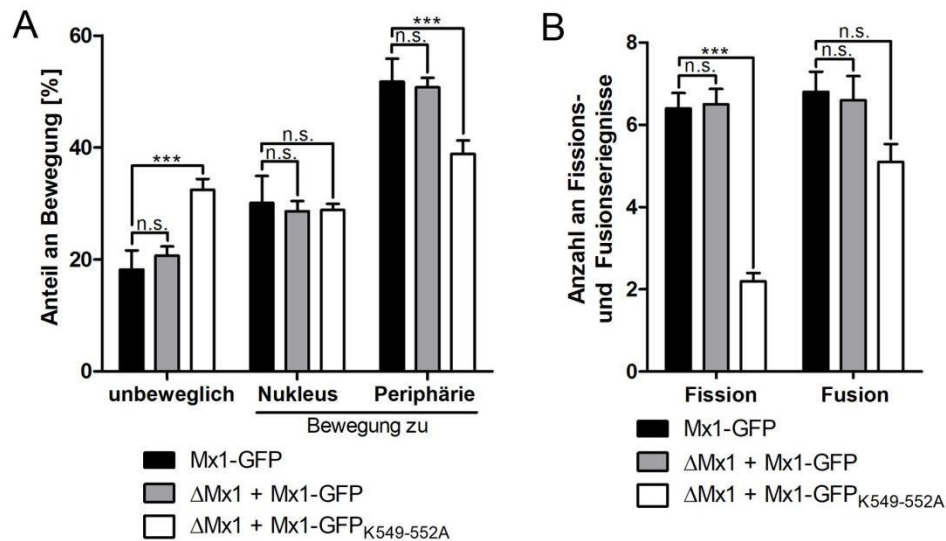 A
Anteil an Bewegung [%]
60
40
20
0
***
n.s.
n.s.
n.s.
***
n.s.
unbeweglich
Nukleus
Periphärie
Bewegung zu
Mx1-GFP
ΔMx1 + Mx1-GFP
ΔMx1 + Mx1-GFPK549-552A
B
Anzahl an Fissions-
und Fusionseriegnisse
8
6
4
2
0
***
n.s.
n.s.
n.s.
Fission
Fusion
Mx1-GFP
ΔMx1 + Mx1-GFP
ΔMx1 + Mx1-GFPK549-552A